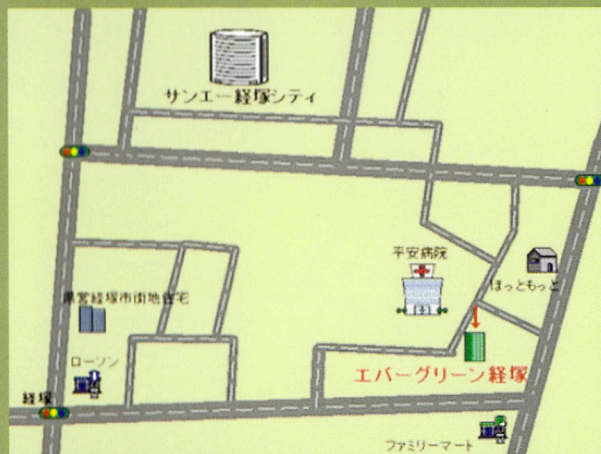 サンエー経塚シティ
平安病院
ほっともっと
県営経塚市街地住宅
ローソン
エバーグリーン経塚
経塚
ファミリーマート